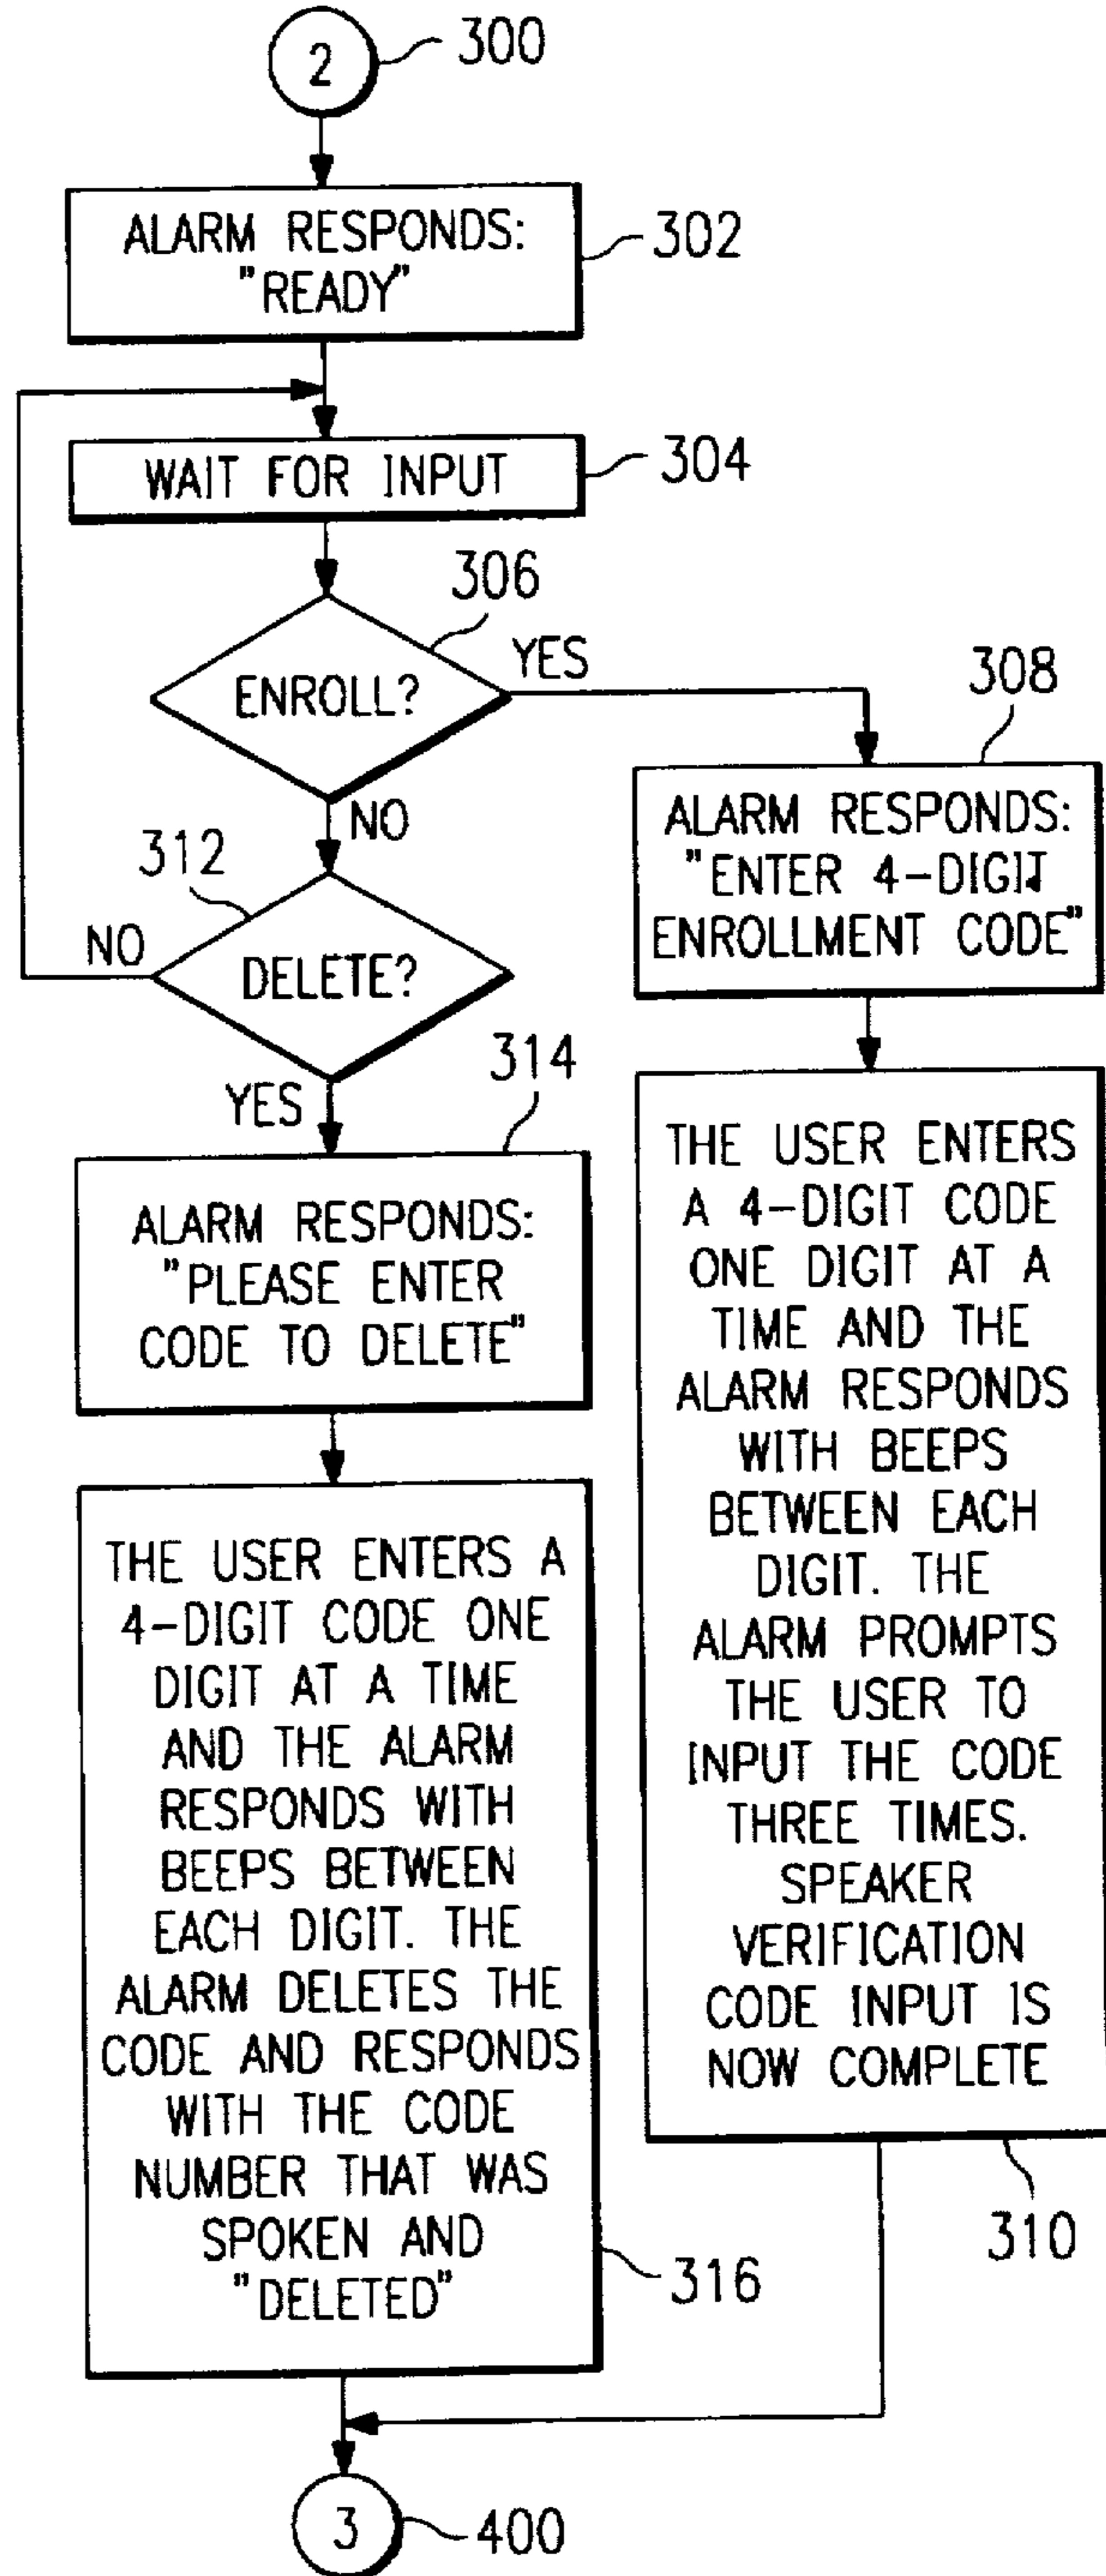 2
300
ALARM RESPONDS:
"READY"
302
WAIT FOR INPUT
304
306
ENROLL?
YES
NO
308
ALARM RESPONDS:
"ENTER 4-DIGIT
ENROLLMENT CODE"
312
NO
DELETE?
YES
314
ALARM RESPONDS:
"PLEASE ENTER
CODE TO DELETE"
THE USER ENTERS
A 4-DIGIT CODE
ONE DIGIT AT A
TIME AND THE
ALARM RESPONDS
WITH BEEPS
BETWEEN EACH
DIGIT. THE
ALARM PROMPTS
THE USER TO
INPUT THE CODE
THREE TIMES.
SPEAKER
VERIFICATION
CODE INPUT IS
NOW COMPLETE
310
THE USER ENTERS A
4-DIGIT CODE ONE
DIGIT AT A TIME
AND THE ALARM
RESPONDS WITH
BEEPS BETWEEN
EACH DIGIT. THE
ALARM DELETES THE
CODE AND RESPONDS
WITH THE CODE
NUMBER THAT WAS
SPOKEN AND
"DELETED"
316
3
400